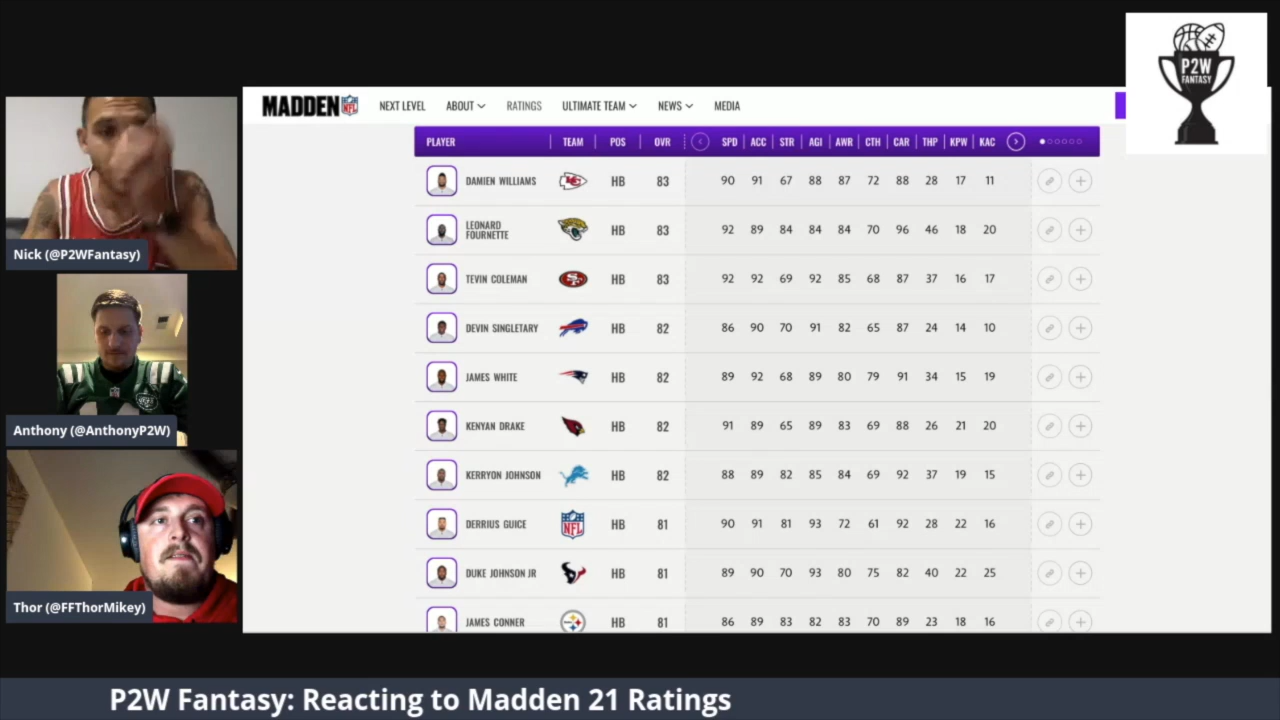 P2W
FANTASY
MADDEN NFL NEXT LEVEL ABOUT RATINGS ULTIMATE TEAM NEWS MEDIA
PLAYER TEAM POS OVR SPD ACC STR AGI AWR CTH CAR THP KPW KAC
DAMIEN WILLIAMS HB 83 90 91 67 88 87 72 88 28 17 11
LEONARD
FOURNETTE HB 83 92 89 84 84 84 70 96 46 18 20
TEVIN COLEMAN HB 83 92 92 69 92 85 68 87 37 16 17
DEVIN SINGLETARY HB 82 86 90 70 91 82 65 87 24 14 10
JAMES WHITE HB 82 89 92 68 89 80 79 91 34 15 19
KENYAN DRAKE HB 82 91 89 65 89 83 69 88 26 21 20
KERRYON JOHNSON HB 82 88 89 82 85 84 69 92 37 19 15
DERRIUS GUICE NFL HB 81 90 91 81 93 72 61 92 28 22 16
DUKE JOHNSON JR HB 81 89 90 70 93 80 75 82 40 22 25
JAMES CONNER HB 81 86 89 83 82 83 70 89 23 18 16
Nick (@P2WFantasy)
Anthony (@AnthonyP2W)
Thor (@FFThorMikey)
P2W Fantasy: Reacting to Madden 21 Ratings